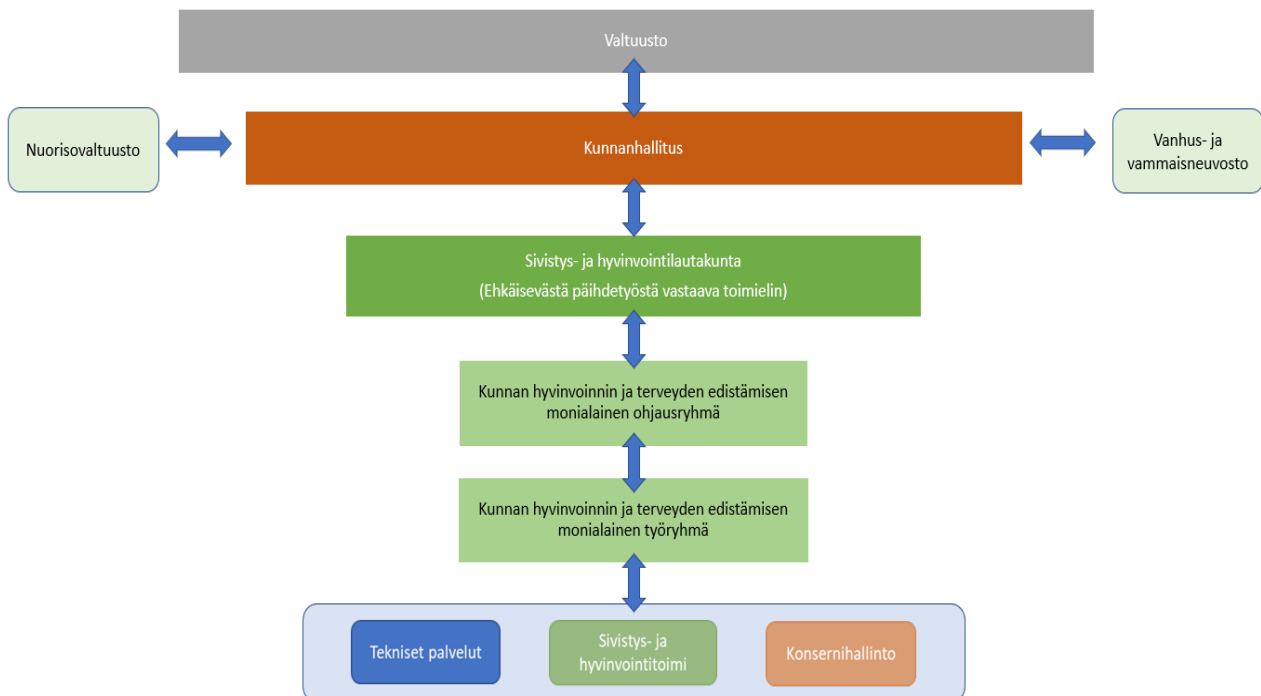 Valtuusto
Nuorisovaltuusto
Kunnanhallitus
Vanhus- ja
vammaisneuvosto
Sivistys- ja hyvinvointilautakunta
(Ehkäisevästä päihdetyöstä vastaava toimielin)
Kunnan hyvinvoinnin ja terveyden edistämisen
monialainen ohjausryhmä
Kunnan hyvinvoinnin ja terveyden edistämisen
monialainen työryhmä
Tekniset palvelut
Sivistys- ja
hyvinvointitoimi
Konsernihallinto